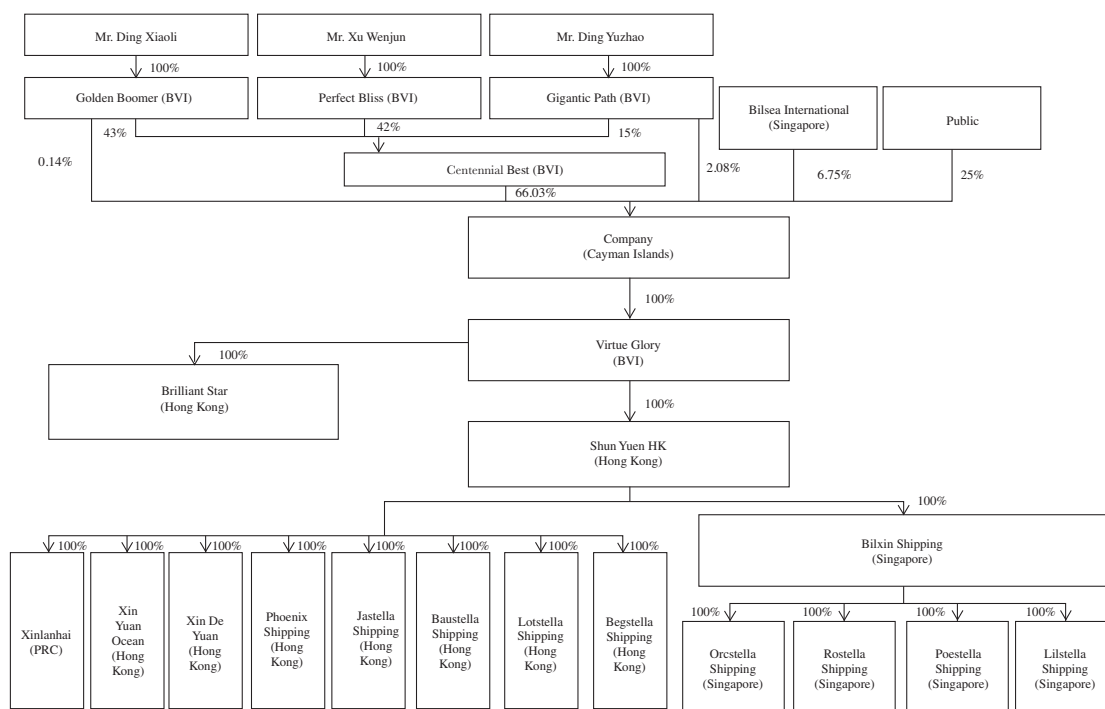 Mr. Ding Xiaoli
Mr. Xu Wenjun
Mr. Ding Yuzhao
100%
100%
100%
Golden Boomer (BVI)
Perfect Bliss (BVI)
Gigantic Path (BVI)
Bilsea International
(Singapore)
Public
43%
42%
15%
0.14%
Centennial Best (BVI)
2.08%
6.75%
25%
66.03%
Company
(Cayman Islands)
100%
Virtue Glory
(BVI)
100%
Brilliant Star
(Hong Kong)
100%
Shun Yuen HK
(Hong Kong)
100%
Bilxin Shipping
(Singapore)
100%
100%
100%
100%
100%
100%
100%
100%
Xinlanhai
(PRC)
Xin
Yuan
Ocean
(Hong
Kong)
Xin De
Yuan
(Hong
Kong)
Phoenix
Shipping
(Hong
Kong)
Jastella
Shipping
(Hong
Kong)
Baustella
Shipping
(Hong
Kong)
Lotstella
Shipping
(Hong
Kong)
Begstella
Shipping
(Hong
Kong)
100%
100%
100%
100%
Orcstella
Shipping
(Singapore)
Rostella
Shipping
(Singapore)
Poestella
Shipping
(Singapore)
Lilstella
Shipping
(Singapore)